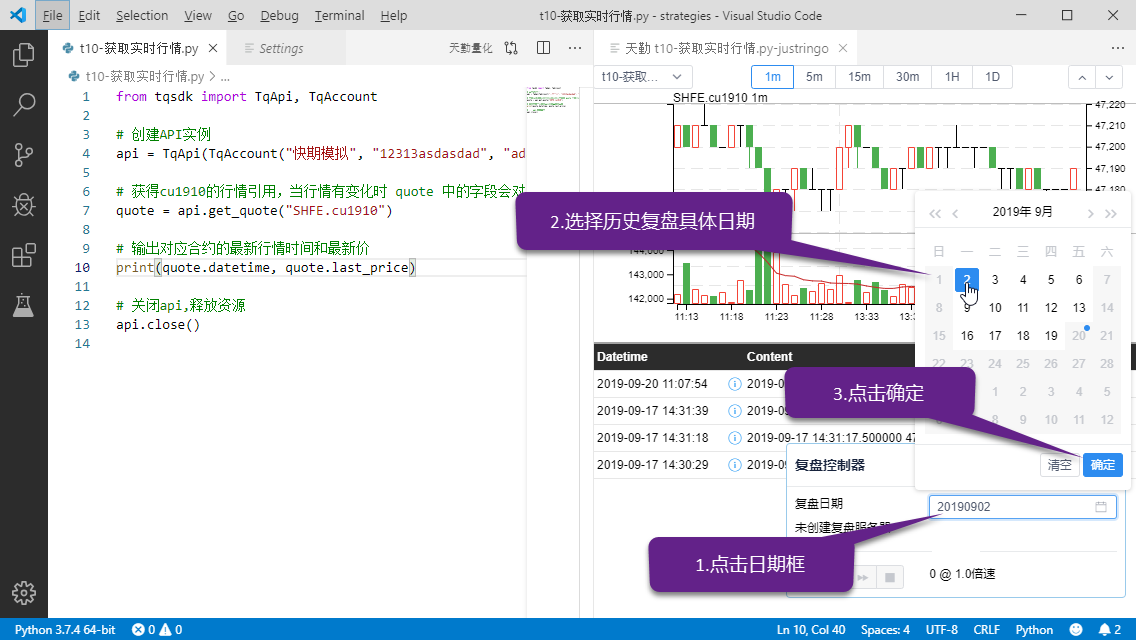 File Edit Selection View Go Debug Terminal Help t10-获取实时行情.py - strategies - Visual Studio Code
t10-获取实时行情.py Settings 天勤量化 天勤 t10-获取实时行情.py-justringo
t10-获取实时行情.py > ...
1 from tqsdk import TqApi, TqAccount
2
3 # 创建API实例
4 api = TqApi(TqAccount("快期模拟", "12313asdasdad", "ad
5
6 # 获得cu1910的行情引用，当行情有变化时 quote 中的字段会对
7 quote = api.get_quote("SHFE.cu1910")
8
9 # 输出对应合约的最新行情时间和最新价
10 print(quote.datetime, quote.last_price)
11
12 # 关闭api,释放资源
13 api.close()
14
t10-获取... 1m 5m 15m 30m 1H 1D
SHFE.cu1910 1m
47,220
47,210
47,200
47,190
47,180
144,000
143,000
142,000
11:13 11:18 11:23 11:28 13:33 13:3
2.选择历史复盘具体日期
2019年 9月
日 一 二 三 四 五 六
1 2 3 4 5 6 7
8 9 10 11 12 13 14
15 16 17 18 19 20 21
22 23 24 25 26 27 28
1 2 3 4 5
8 9 10 11 12
清空 确定
3.点击确定
Datetime Content
2019-09-20 11:07:54 2019-0
2019-09-17 14:31:39 2019-0
2019-09-17 14:31:18 2019-09-17 14:31:17.500000 47
2019-09-17 14:30:29 2019-0
复盘控制器
复盘日期 20190902
未创建复盘服务器
1.点击日期框
0 @ 1.0倍速
Python 3.7.4 64-bit 0 0 Ln 10, Col 40 Spaces: 4 UTF-8 CRLF Python 2